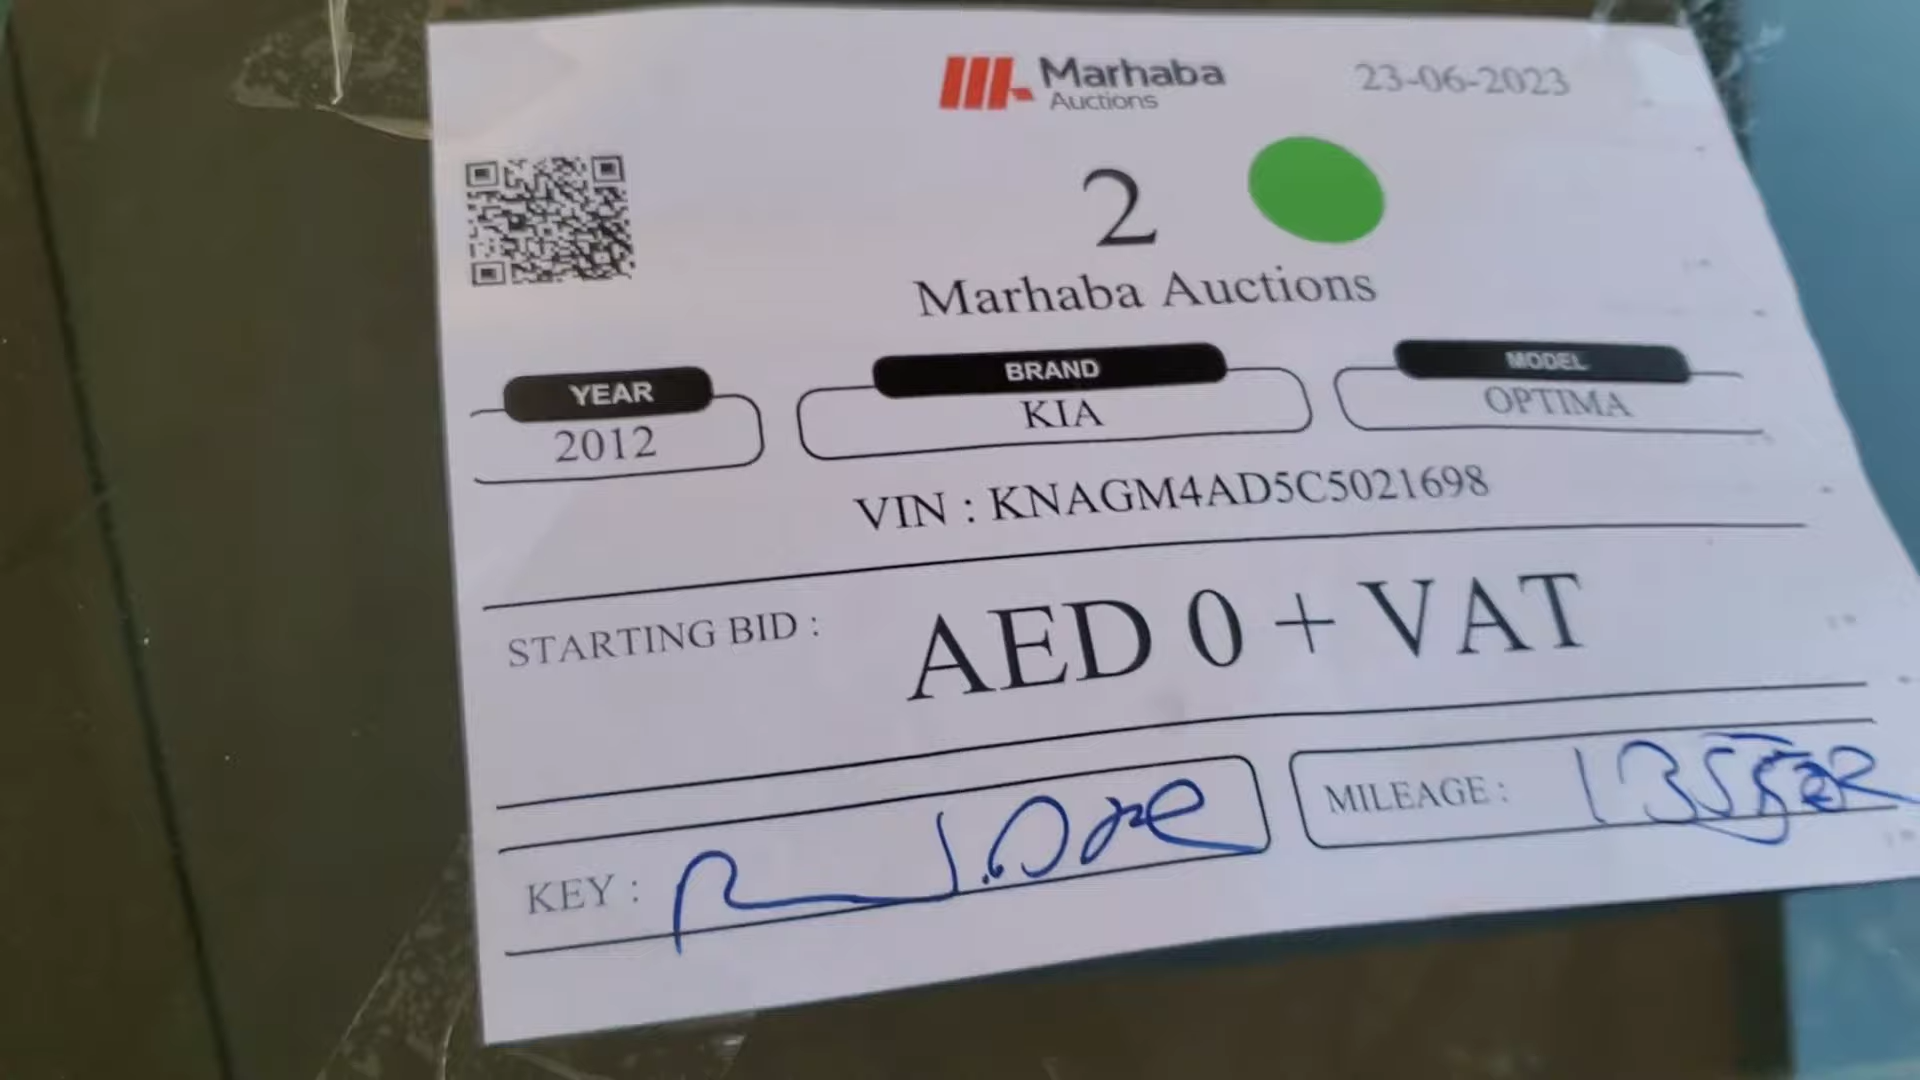 Marhaba
Auctions
23-06-2023
2
Marhaba Auctions
YEAR
2012
BRAND
KIA
MODEL
OPTIMA
VIN : KNAGM4AD5C5021698
STARTING BID : AED 0 + VAT
KEY :
MILEAGE :